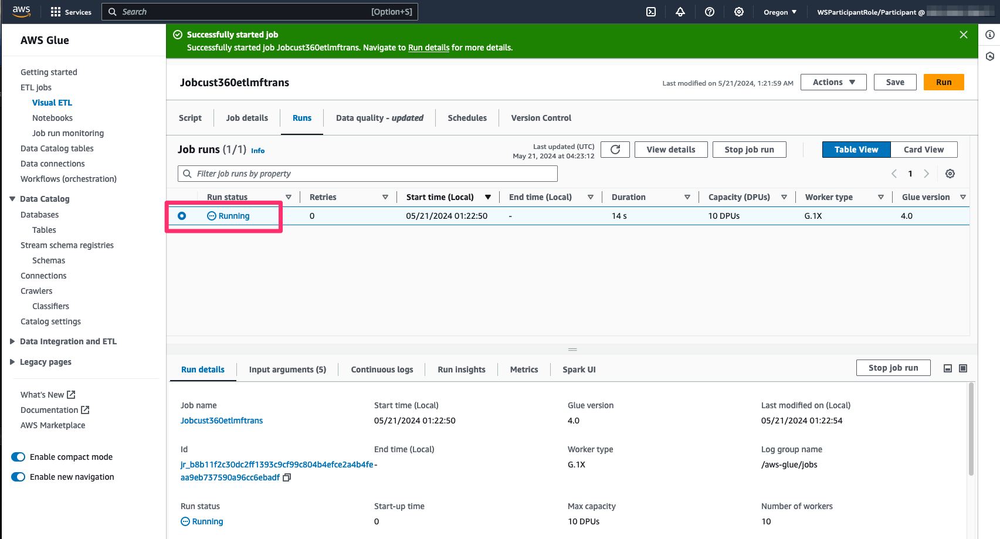 aws
Services
Search
[Option+S]
Oregon
WSParticipantRole/Participant @
AWS Glue
Getting started
ETL jobs
Visual ETL
Notebooks
Job run monitoring
Data Catalog tables
Data connections
Workflows (orchestration)
Data Catalog
Databases
Tables
Stream schema registries
Schemas
Connections
Crawlers
Classifiers
Catalog settings
Data Integration and ETL
Legacy pages
What's New
Documentation
AWS Marketplace
Enable compact mode
Enable new navigation
Successfully started job
Successfully started job Jobcust360etlmftrans. Navigate to Run details for more details.
Jobcust360etlmftrans
Last modified on 5/21/2024, 1:21:59 AM
Actions
Save
Run
Script
Job details
Runs
Data quality - updated
Schedules
Version Control
Job runs (1/1) Info
Last updated (UTC)
May 21, 2024 at 04:23:12
View details
Stop job run
Table View
Card View
Filter job runs by property
1
Run status Retries Start time (Local) End time (Local) Duration Capacity (DPUs) Worker type Glue version
Running 0 05/21/2024 01:22:50 - 14 s 10 DPUs G.1X 4.0
Run details
Input arguments (5)
Continuous logs
Run insights
Metrics
Spark UI
Stop job run
Job name
Jobcust360etlmftrans
Start time (Local)
05/21/2024 01:22:50
Glue version
4.0
Last modified on (Local)
05/21/2024 01:22:54
Id
jr_b8b11f2c30dc2ff1393c9cf99c804b4efce2a4b4fe
aa9eb737590a96cc6ebadf
End time (Local)
-
Worker type
G.1X
Log group name
/aws-glue/jobs
Run status
Running
Start-up time
0
Max capacity
10 DPUs
Number of workers
10